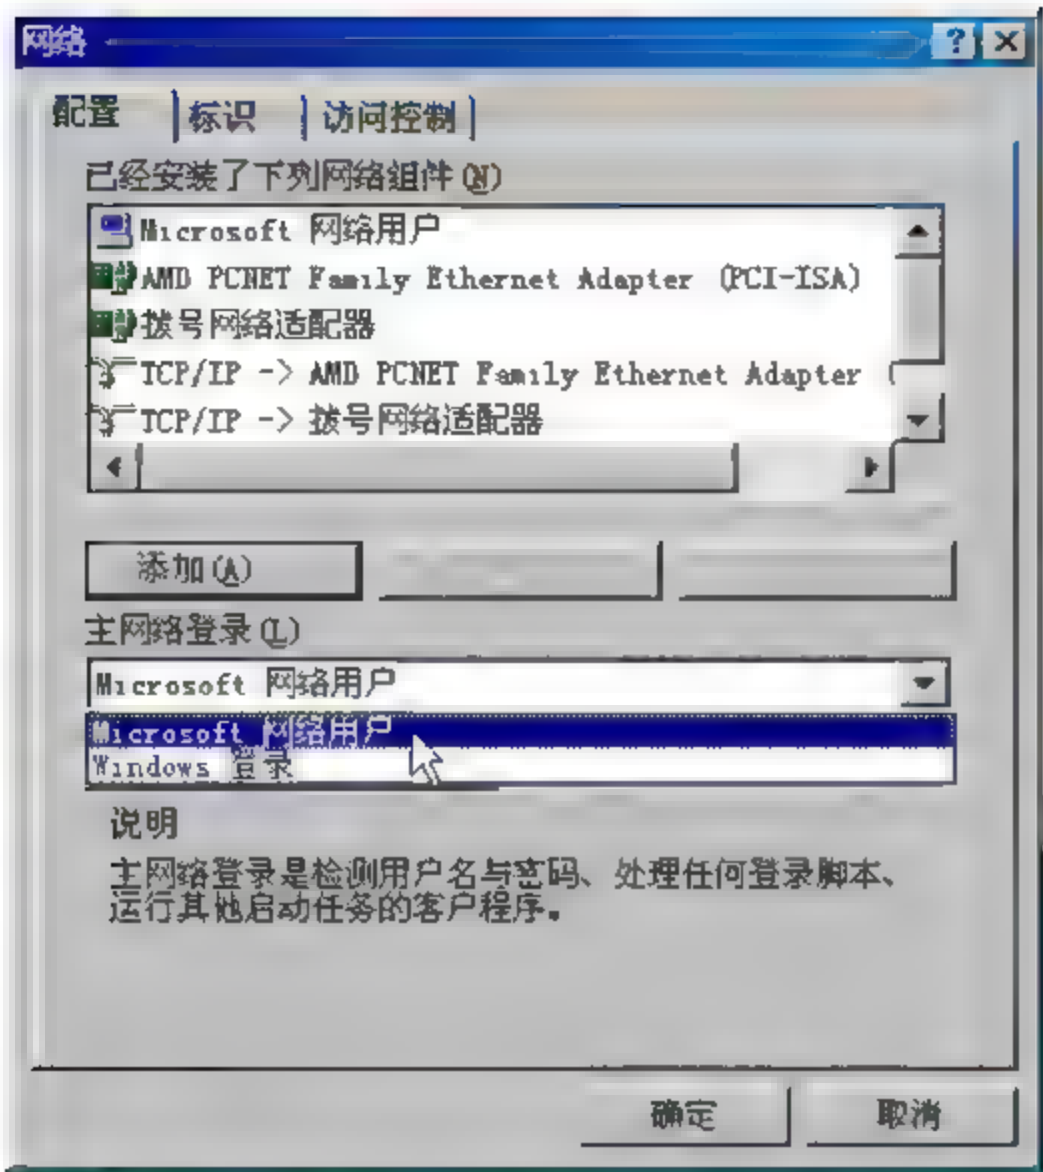 网络
配置 标识 访问控制
已经安装了下列网络组件(N)
Microsoft 网络用户
AMD PCNET Family Ethernet Adapter (PCI-ISA)
拨号网络适配器
TCP/IP -> AMD PCNET Family Ethernet Adapter (
TCP/IP -> 拨号网络适配器
添加(A)
主网络登录(L)
Microsoft 网络用户
Microsoft 网络用户
Windows 登录
说明
主网络登录是检测用户名与密码、处理任何登录脚本、
运行其他启动任务的客户程序。
确定 取消